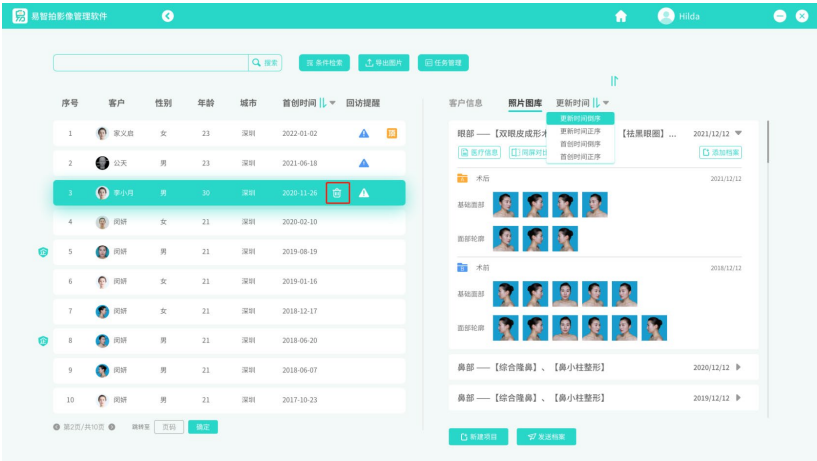 易智拍影像管理软件
Hilda
搜索 条件检索 导出图片 任务管理
序号 客户 性别 年龄 城市 首创时间 回访提醒
1 家义庭 女 23 深圳 2022-01-02
2 公天 男 23 深圳 2021-06-18
3 李小月 男 30 深圳 2020-11-26
4 闵妍 女 21 深圳 2020-02-10
5 闵妍 男 21 深圳 2019-08-19
6 闵妍 女 21 深圳 2019-01-16
7 闵妍 女 21 深圳 2018-12-17
8 闵妍 男 21 深圳 2018-06-20
9 闵妍 男 21 深圳 2018-06-07
10 闵妍 男 21 深圳 2017-10-23
第2页/共10页 跳转至 页码 确定
客户信息 照片图库 更新时间
更新时间倒序
更新时间正序
首创时间倒序
首创时间正序
眼部 ——【双眼皮成形术 【祛黑眼圈】... 2021/12/12
医疗信息 同屏对比 添加档案
术后 2021/12/12
基础面部
面部轮廓
术前 2018/12/12
基础面部
面部轮廓
鼻部 ——【综合隆鼻】、【鼻小柱整形】 2020/12/12
鼻部 ——【综合隆鼻】、【鼻小柱整形】 2019/12/12
新建项目 发送档案